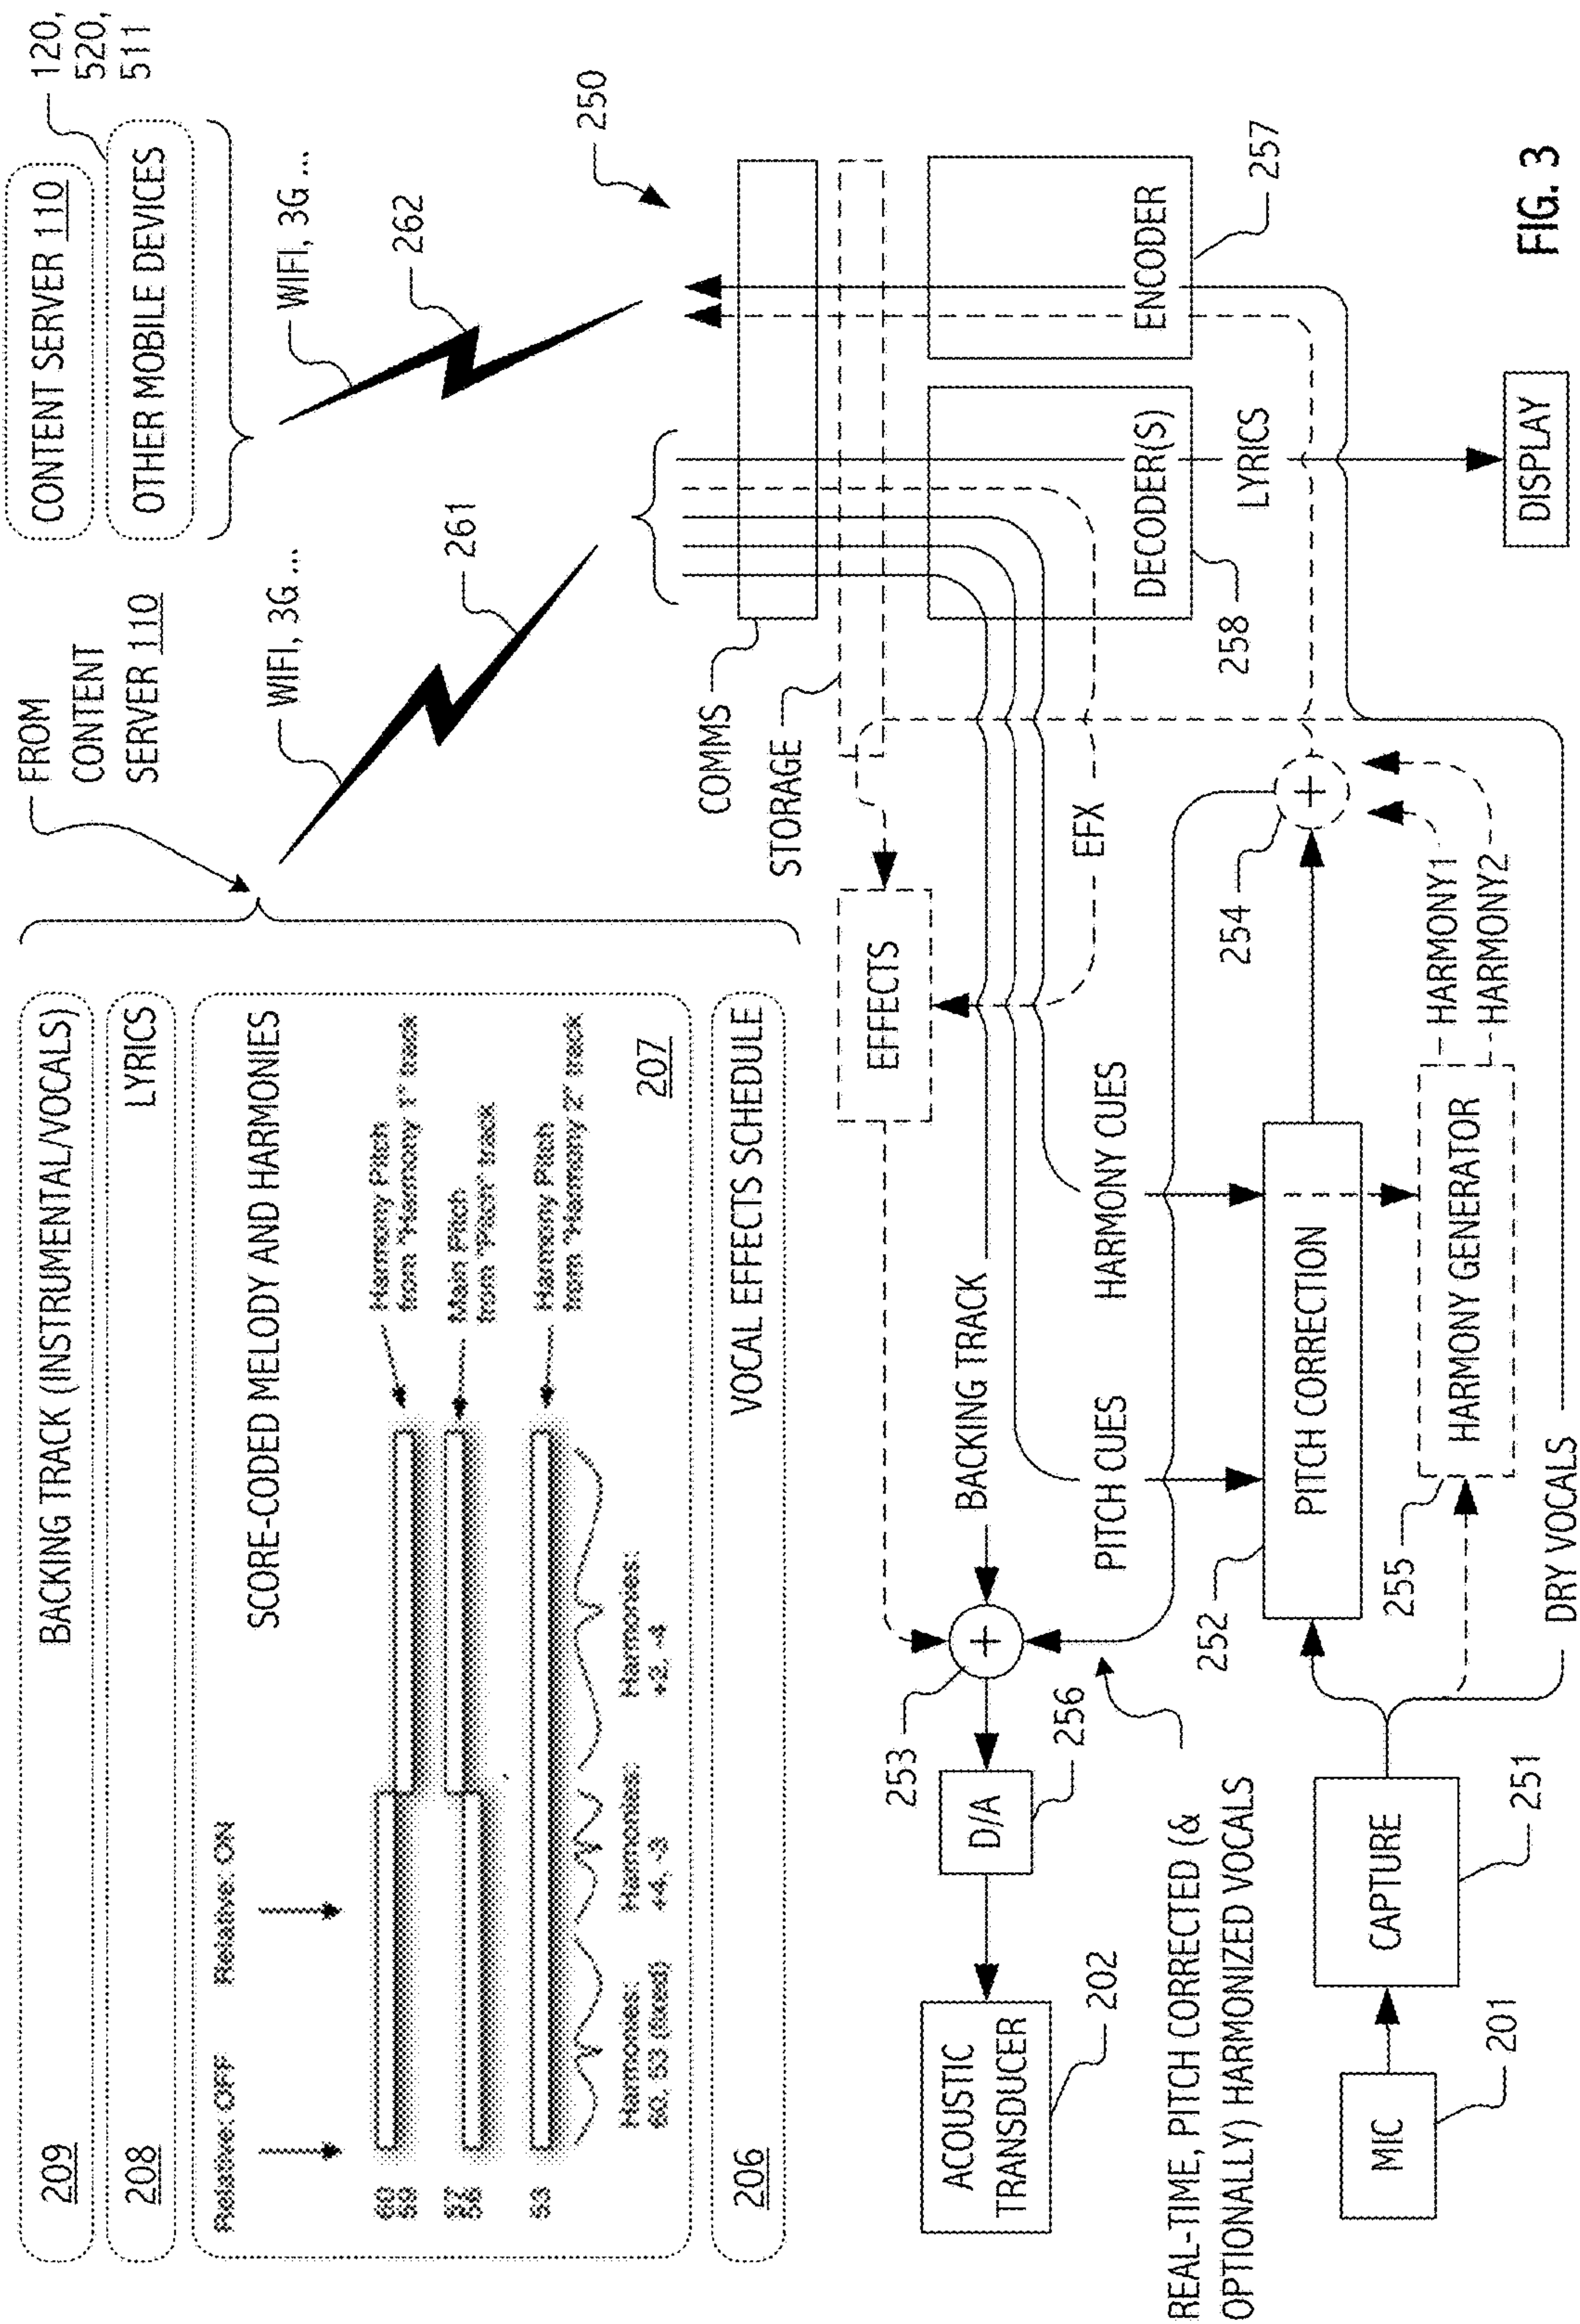 BACKING TRACK (INSTRUMENTAL/VOCALS)
209
LYRICS
208
SCORE-CODED MELODY AND HARMONIES
Relative: OFF
Relative: ON
60
59
57
56
53
Harmony Pitch
from "Harmony 1" track
Main Pitch
from "Pitch" track
Harmony Pitch
from "Harmony 2" track
Harmonies:
60, 53 (fixed)
Harmonies:
+4, -3
Harmonies:
+2, -4
207
VOCAL EFFECTS SCHEDULE
206
FROM
CONTENT
SERVER 110
CONTENT SERVER 110
OTHER MOBILE DEVICES
120,
520,
511
WIFI, 3G ...
261
WIFI, 3G ...
262
250
COMMS
STORAGE
EFFECTS
DECODER(S)
258
ENCODER
257
EFX
LYRICS
DISPLAY
BACKING TRACK
HARMONY CUES
PITCH CUES
253
D/A
256
ACOUSTIC
TRANSDUCER
202
REAL-TIME, PITCH CORRECTED (&
OPTIONALLY) HARMONIZED VOCALS
252
PITCH CORRECTION
254
HARMONY1
HARMONY2
HARMONY GENERATOR
255
MIC
201
CAPTURE
251
DRY VOCALS
FIG. 3